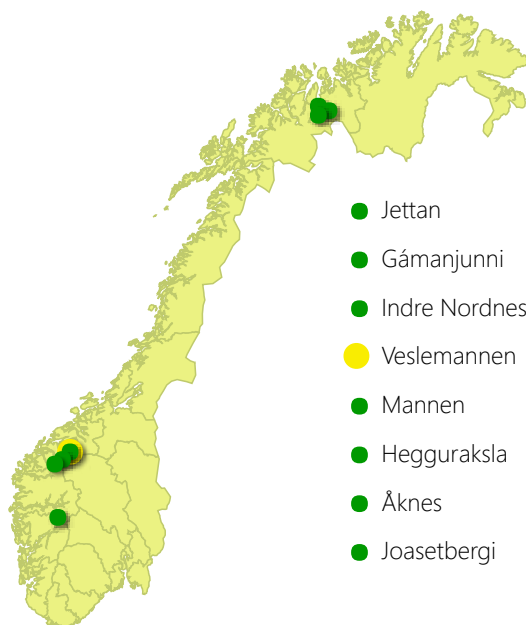 Jettan
Gámanjunni
Indre Nordnes
Veslemannen
Mannen
Hegguraksla
Åknes
Joasetbergi